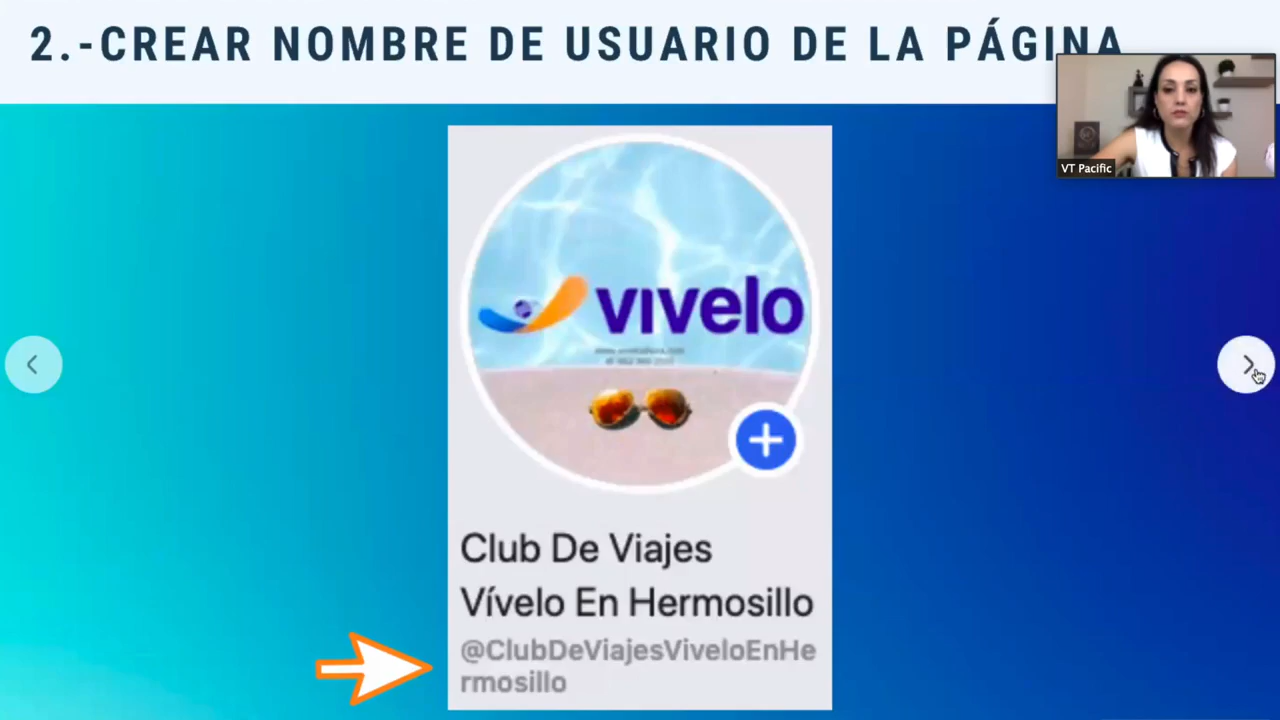 2.-CREAR NOMBRE DE USUARIO DE LA PÁGINA
VT Pacific
vivelo
Club De Viajes
Vívelo En Hermosillo
@ClubDeViajesViveloEnHe
rmosillo